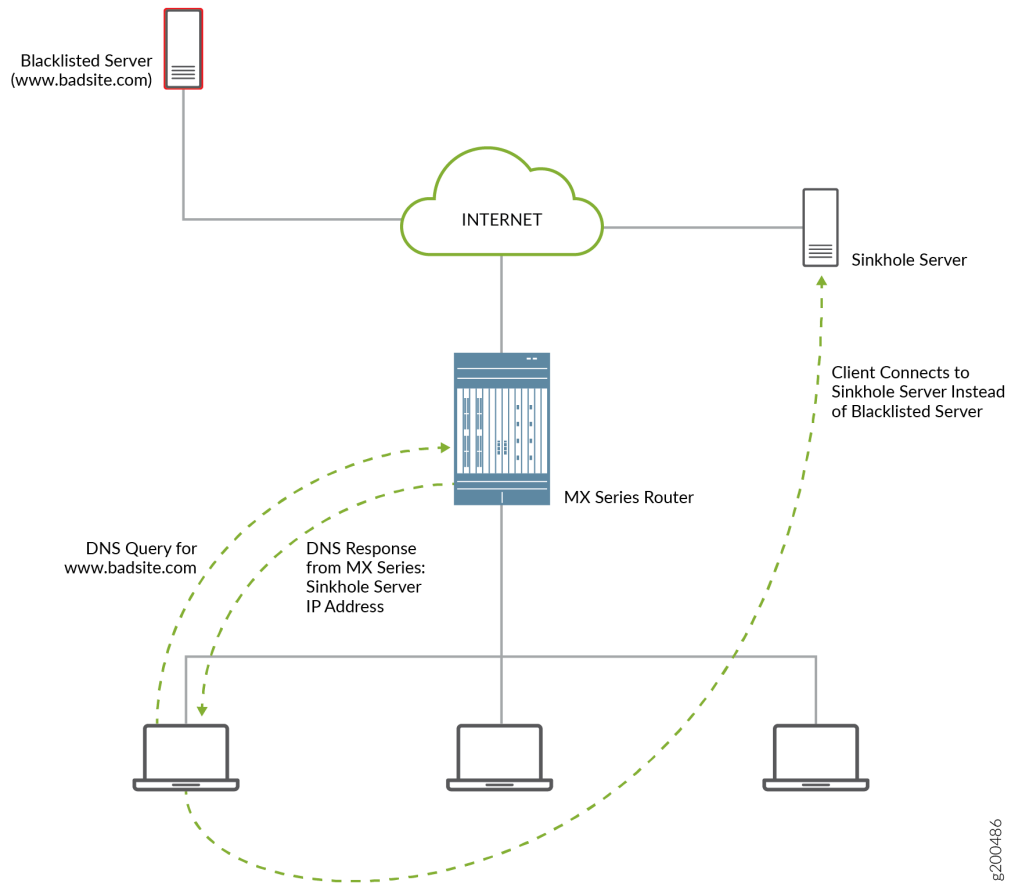 Blacklisted Server
(www.badsite.com)
INTERNET
Sinkhole Server
Client Connects to
Sinkhole Server Instead
of Blacklisted Server
MX Series Router
DNS Query for
www.badsite.com
DNS Response
from MX Series:
Sinkhole Server
IP Address
g200486